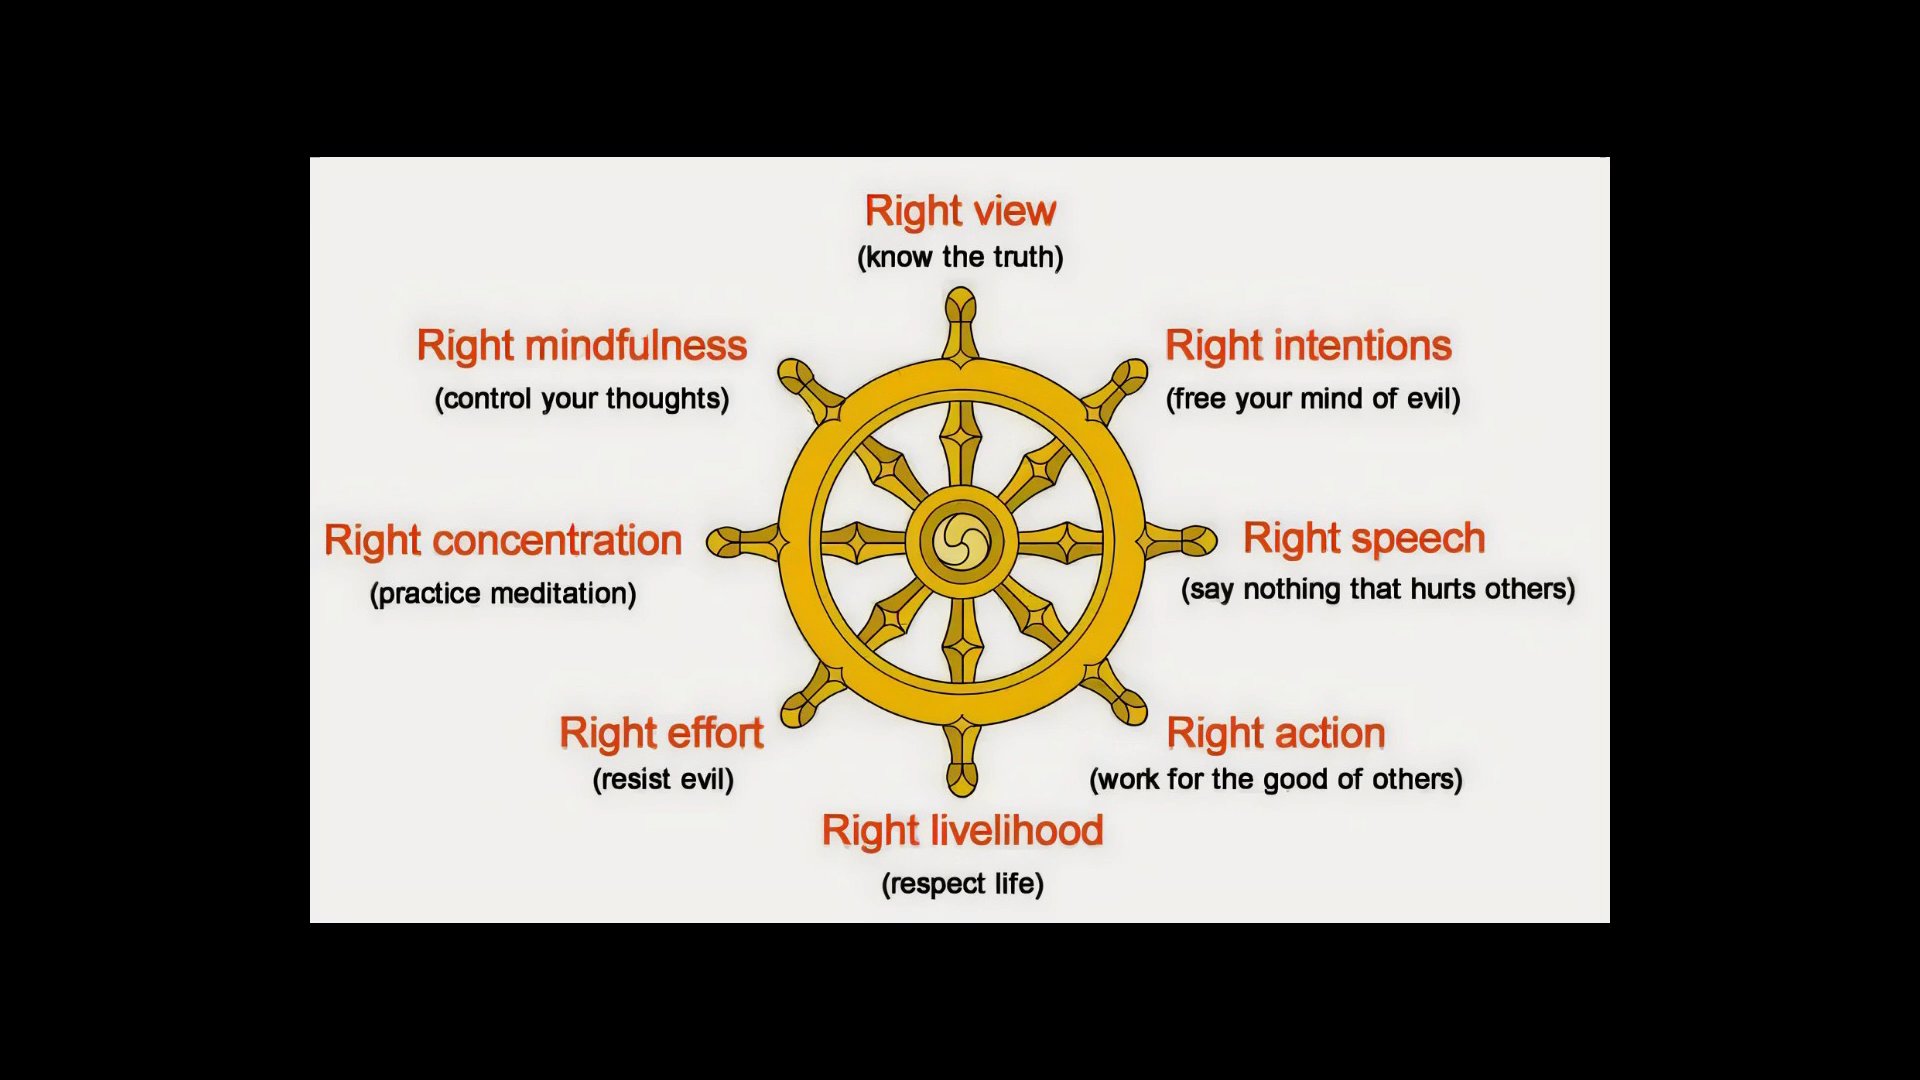 Right view
(know the truth)
Right mindfulness
(control your thoughts)
Right intentions
(free your mind of evil)
Right concentration
(practice meditation)
Right speech
(say nothing that hurts others)
Right effort
(resist evil)
Right action
(work for the good of others)
Right livelihood
(respect life)